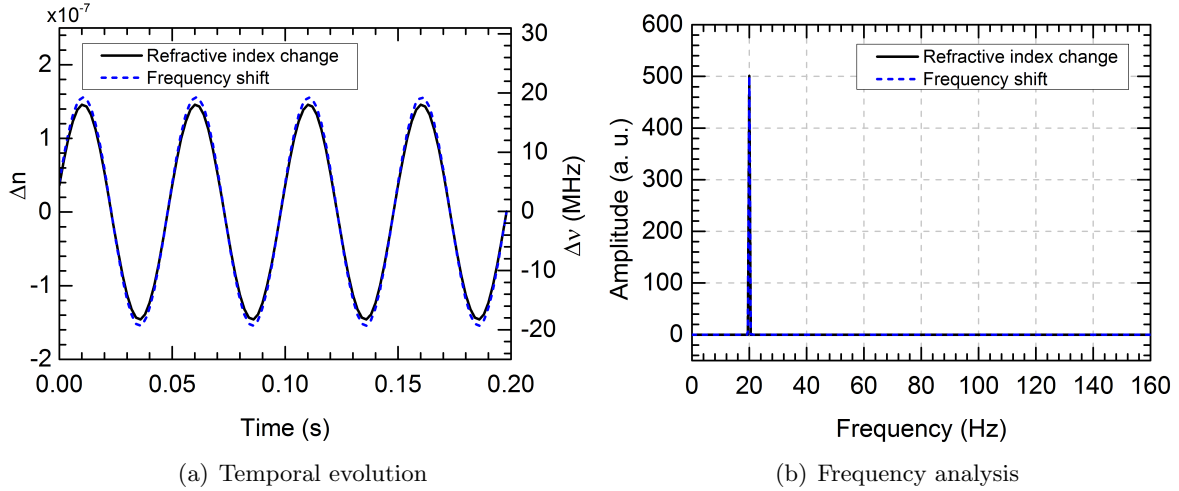 x10⁻⁷
2
1
0
-1
-2
Δn
Refractive index change
Frequency shift
30
20
10
0
-10
-20
Δν (MHz)
0.00 0.05 0.10 0.15 0.20
Time (s)
(a) Temporal evolution
600
500
400
300
200
100
0
Amplitude (a. u.)
Refractive index change
Frequency shift
0 20 40 60 80 100 120 140 160
Frequency (Hz)
(b) Frequency analysis